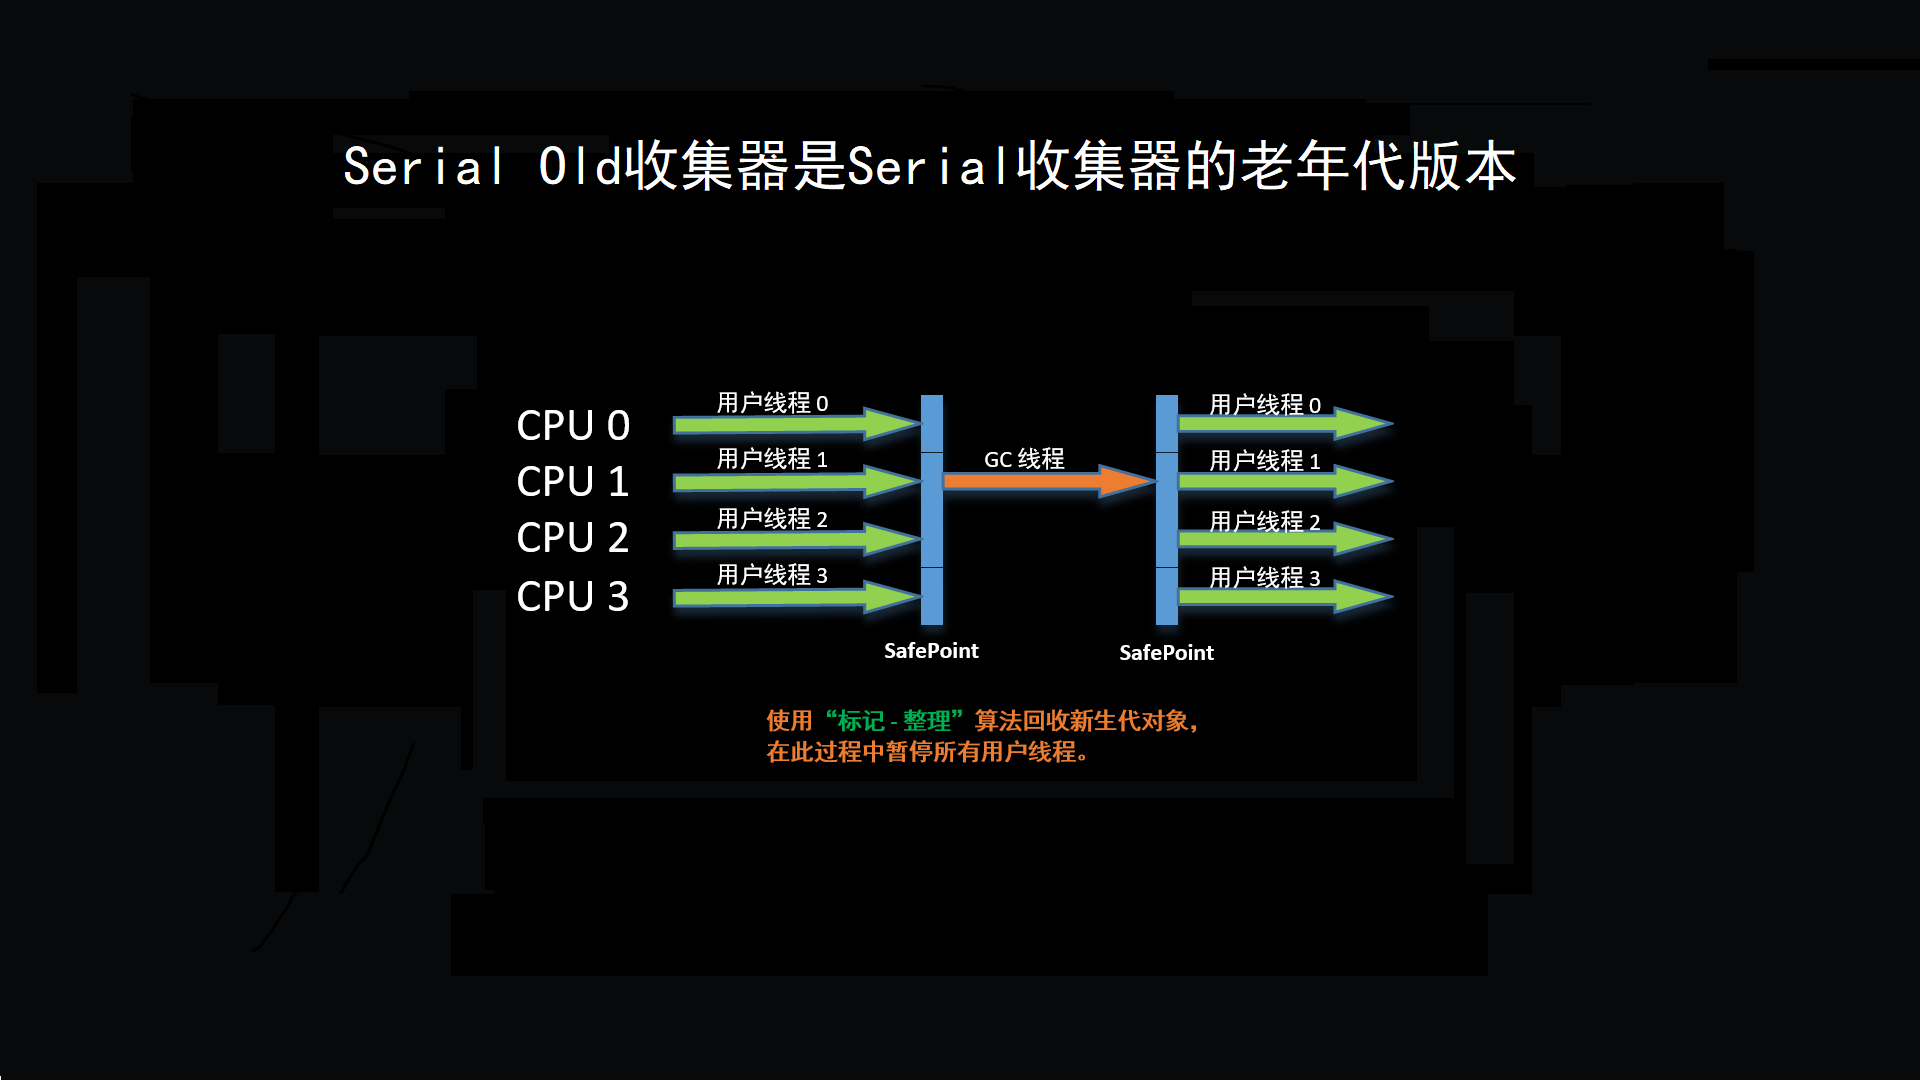 Serial Old收集器是Serial收集器的老年代版本
CPU 0
用户线程 0
用户线程 0
CPU 1
用户线程 1
GC 线程
用户线程 1
CPU 2
用户线程 2
用户线程 2
CPU 3
用户线程 3
用户线程 3
SafePoint
SafePoint
使用“标记 - 整理”算法回收新生代对象，
在此过程中暂停所有用户线程。